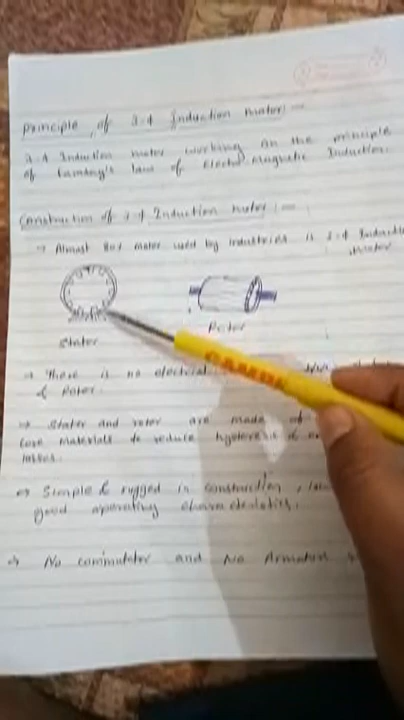 Principle of 3-ϕ Induction motor :—
3-ϕ Induction motor working on the principle
of Faraday's law of Electro magnetic Induction.
Construction of 3-ϕ Induction motor :—
→ Almost 80% motor used by industries is 3-ϕ Induction
motor
Stator
Rotor
→ There is no electrical
& Rotor.
→ Stator and rotor are made of
core materials to reduce hysteresis &
losses.
→ Simple & rugged in construction,
good operating characteristics.
→ No commutator and No Armature